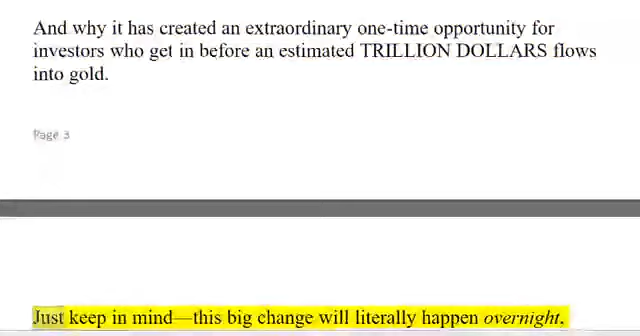 And why it has created an extraordinary one-time opportunity for
investors who get in before an estimated TRILLION DOLLARS flows
into gold.
Page 3
Just keep in mind—this big change will literally happen overnight.